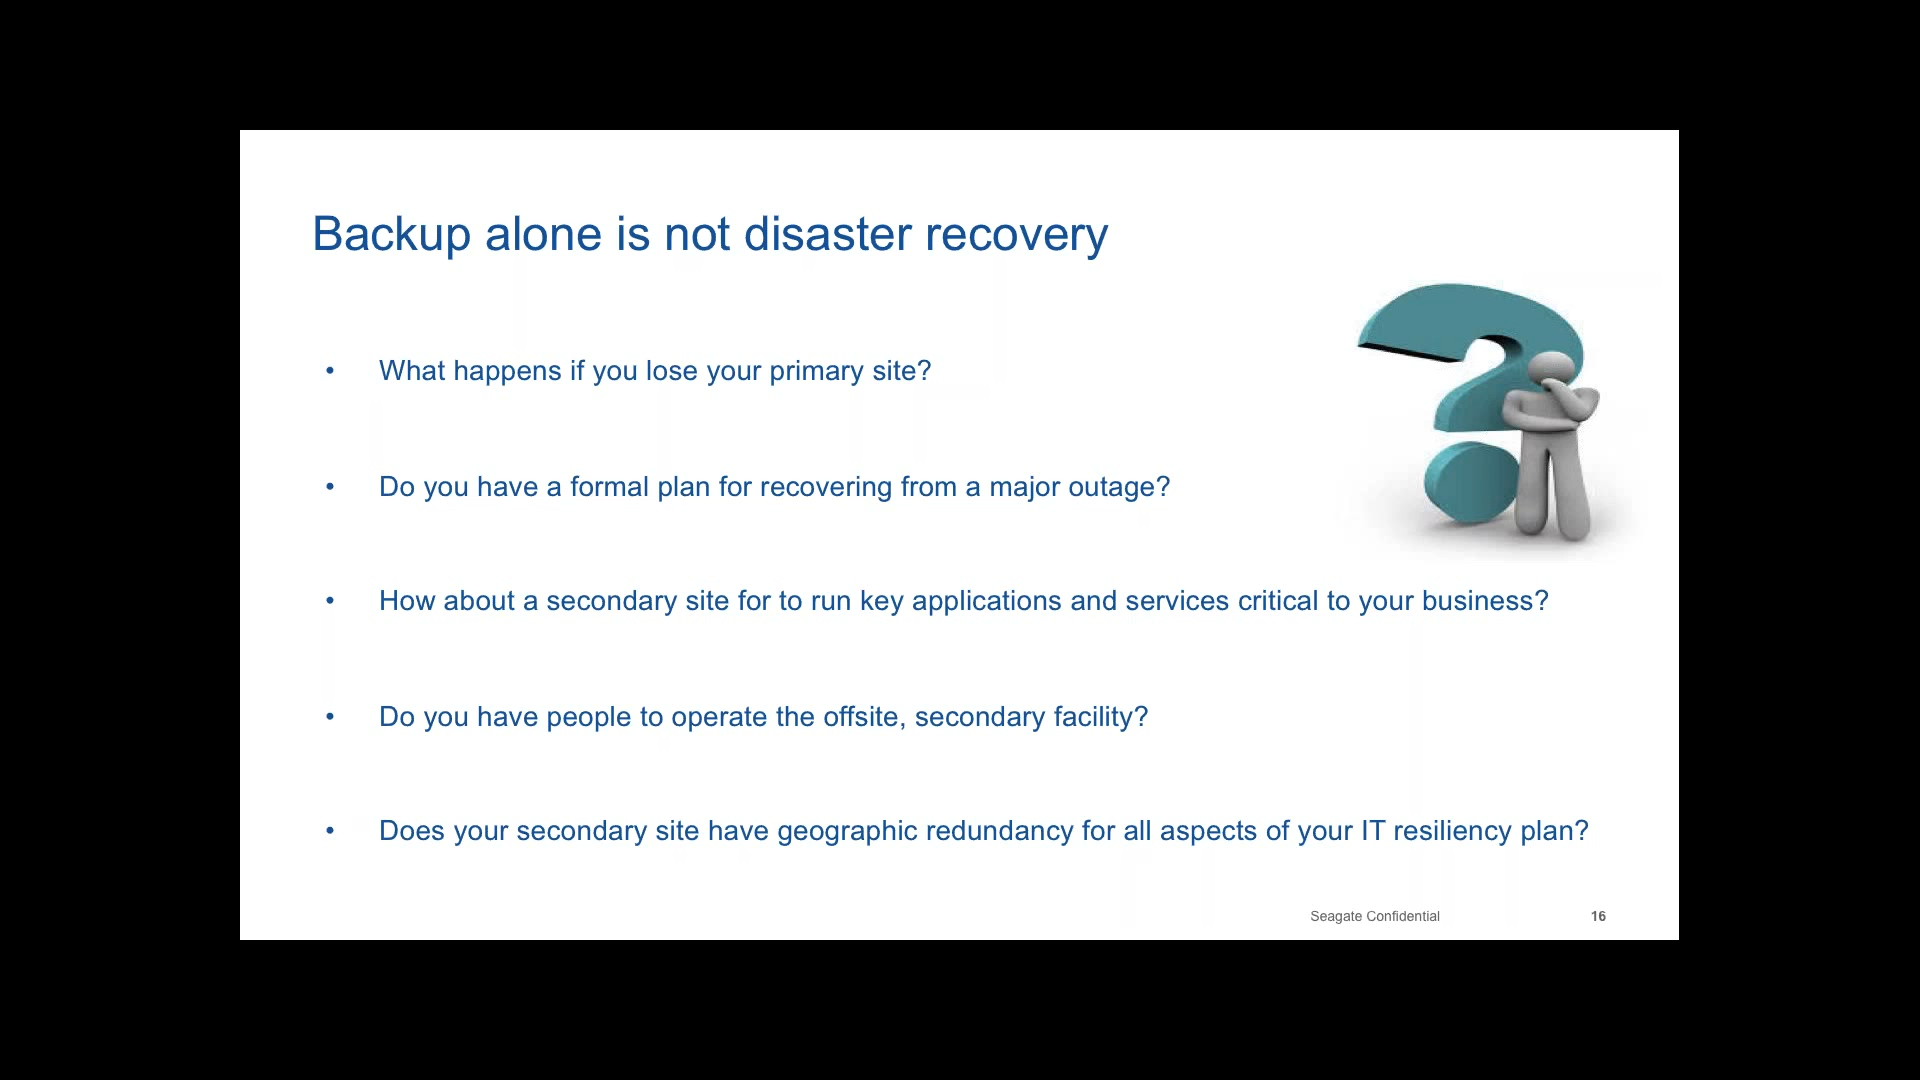 Backup alone is not disaster recovery
• What happens if you lose your primary site?
• Do you have a formal plan for recovering from a major outage?
• How about a secondary site for to run key applications and services critical to your business?
• Do you have people to operate the offsite, secondary facility?
• Does your secondary site have geographic redundancy for all aspects of your IT resiliency plan?
Seagate Confidential 16